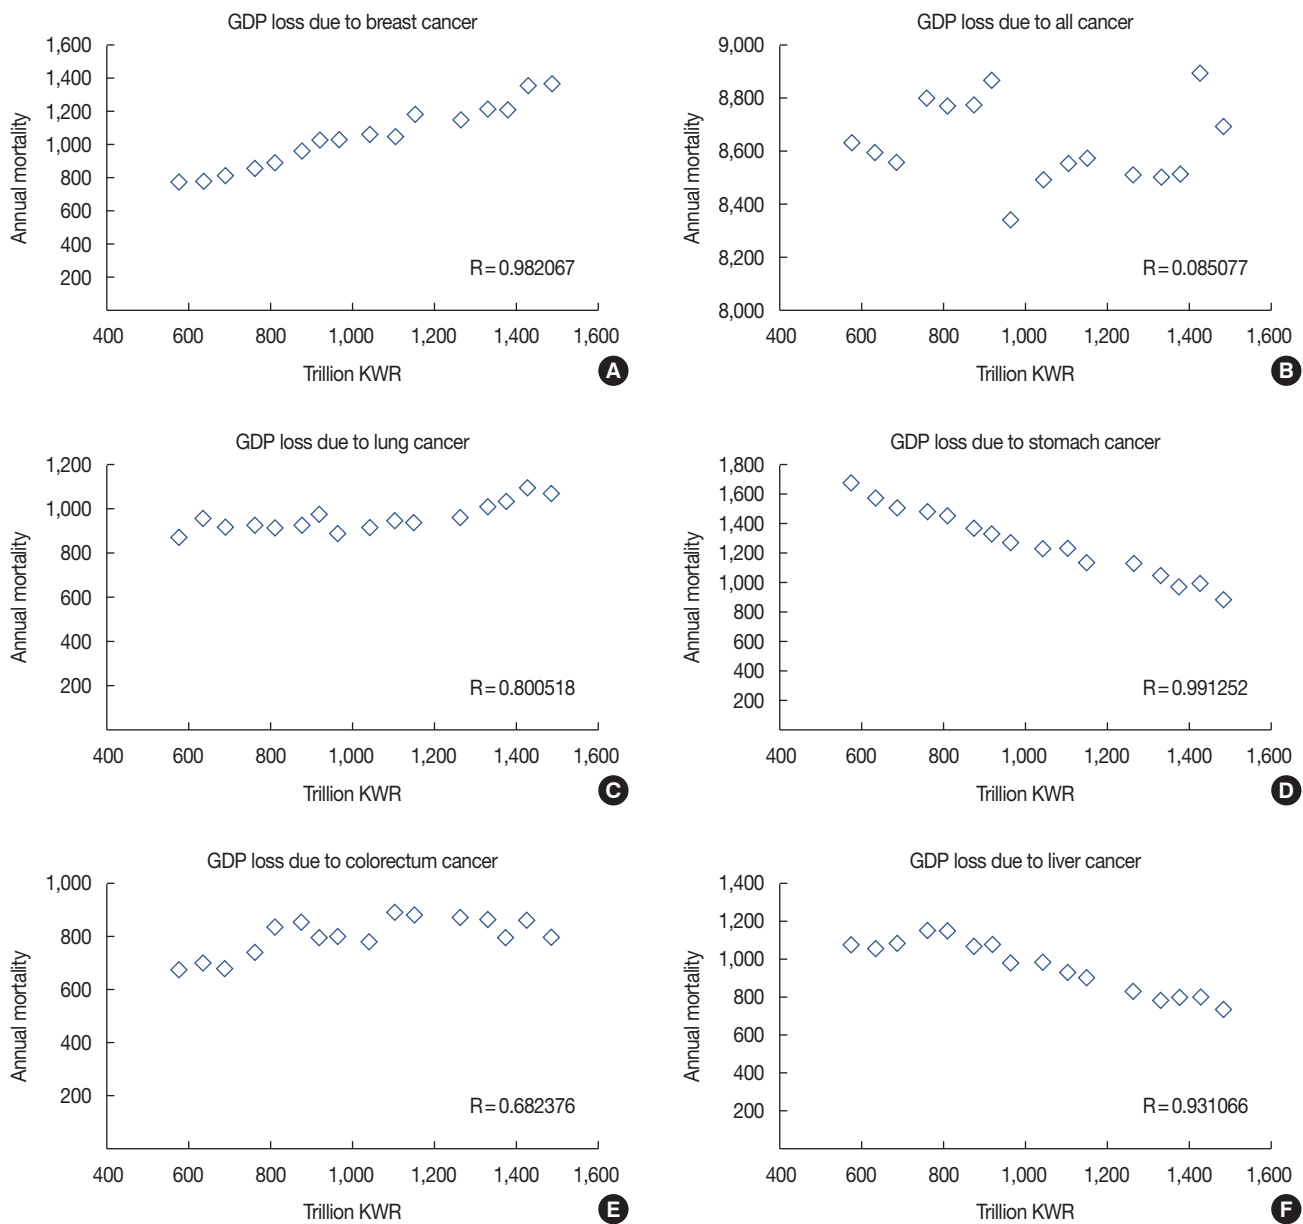 GDP loss due to breast cancer
1,600
1,400
1,200
1,000
800
600
400
200
Annual mortality
R=0.982067
400 600 800 1,000 1,200 1,400 1,600
Trillion KWR
A
GDP loss due to all cancer
9,000
8,800
8,600
8,400
8,200
8,000
Annual mortality
R=0.085077
400 600 800 1,000 1,200 1,400 1,600
Trillion KWR
B
GDP loss due to lung cancer
1,200
1,000
800
600
400
200
Annual mortality
R=0.800518
400 600 800 1,000 1,200 1,400 1,600
Trillion KWR
C
GDP loss due to stomach cancer
1,800
1,600
1,400
1,200
1,000
800
600
400
200
Annual mortality
R=0.991252
400 600 800 1,000 1,200 1,400 1,600
Trillion KWR
D
GDP loss due to colorectum cancer
1,000
800
600
400
200
Annual mortality
R=0.682376
400 600 800 1,000 1,200 1,400 1,600
Trillion KWR
E
GDP loss due to liver cancer
1,400
1,200
1,000
800
600
400
200
Annual mortality
R=0.931066
400 600 800 1,000 1,200 1,400 1,600
Trillion KWR
F